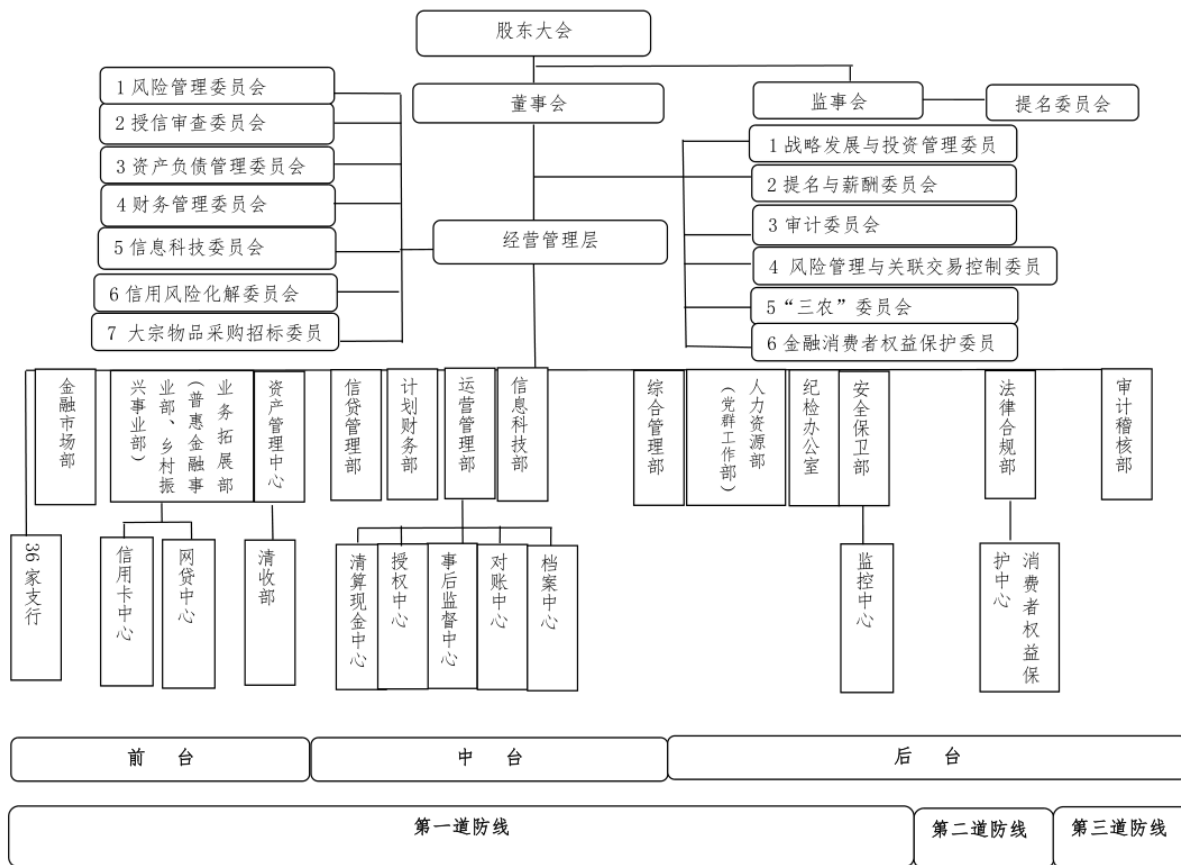 股东大会
董事会
监事会
提名委员会
1 风险管理委员会
2 授信审查委员会
3 资产负债管理委员会
4 财务管理委员会
5 信息科技委员会
6 信用风险化解委员会
7 大宗物品采购招标委员
经营管理层
1 战略发展与投资管理委员
2 提名与薪酬委员会
3 审计委员会
4 风险管理与关联交易控制委员
5 “三农”委员会
6 金融消费者权益保护委员
金融市场部
业务拓展部
(普惠金融事
业部、乡村振
兴事业部)
资产管理中心
信贷管理部
计划财务部
运营管理部
信息科技部
综合管理部
人力资源部
(党群工作部)
纪检办公室
安全保卫部
法律合规部
审计稽核部
36 家支行
信用卡中心
网贷中心
清收部
清算现金中心
授权中心
事后监督中心
对账中心
档案中心
监控中心
消费者权益保
护中心
前 台
中 台
后 台
第一道防线
第二道防线
第三道防线